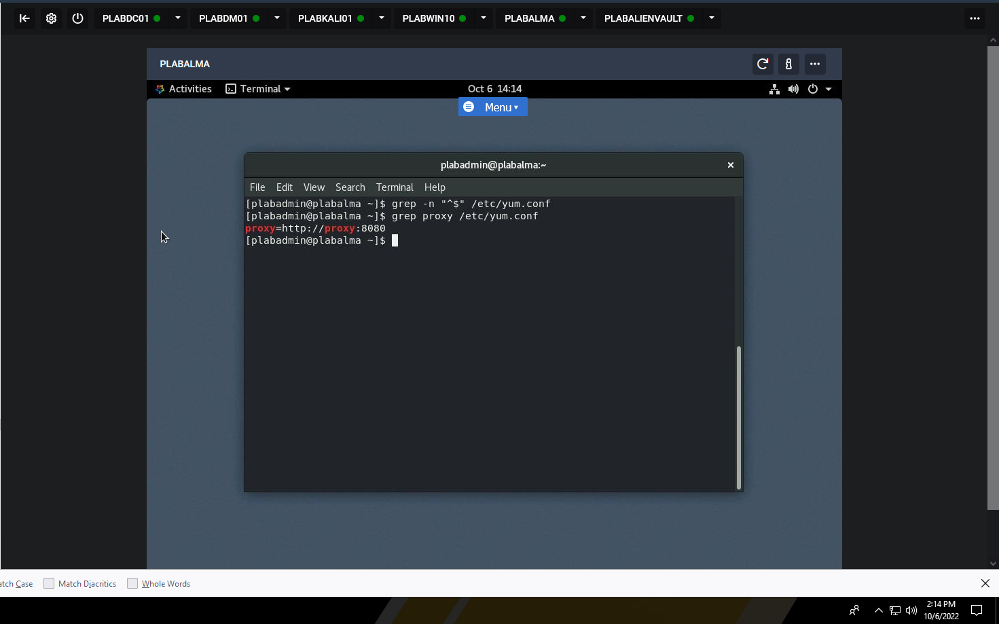 PLABDC01 PLABDM01 PLABKALI01 PLABWIN10 PLABALMA PLABALIENVAULT
PLABALMA
Activities Terminal Oct 6 14:14
Menu
plabadmin@plabalma:~
File Edit View Search Terminal Help
[plabadmin@plabalma ~]$ grep -n "^$" /etc/yum.conf
[plabadmin@plabalma ~]$ grep proxy /etc/yum.conf
proxy=http://proxy:8080
[plabadmin@plabalma ~]$
atch Case Match Diacritics Whole Words
2:14 PM
10/6/2022